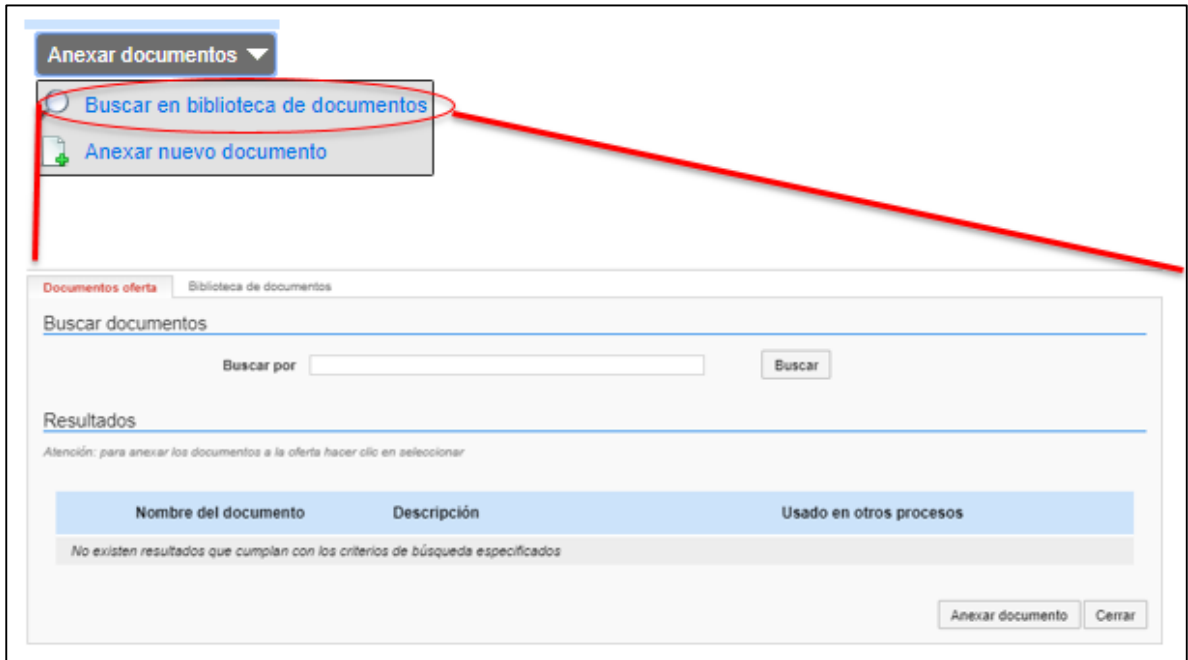 Anexar documentos
Buscar en biblioteca de documentos
Anexar nuevo documento
Documentos oferta Biblioteca de documentos
Buscar documentos
Buscar por Buscar
Resultados
Atención: para anexar los documentos a la oferta hacer clic en seleccionar
Nombre del documento Descripción Usado en otros procesos
No existen resultados que cumplan con los criterios de búsqueda especificados
Anexar documento Cerrar